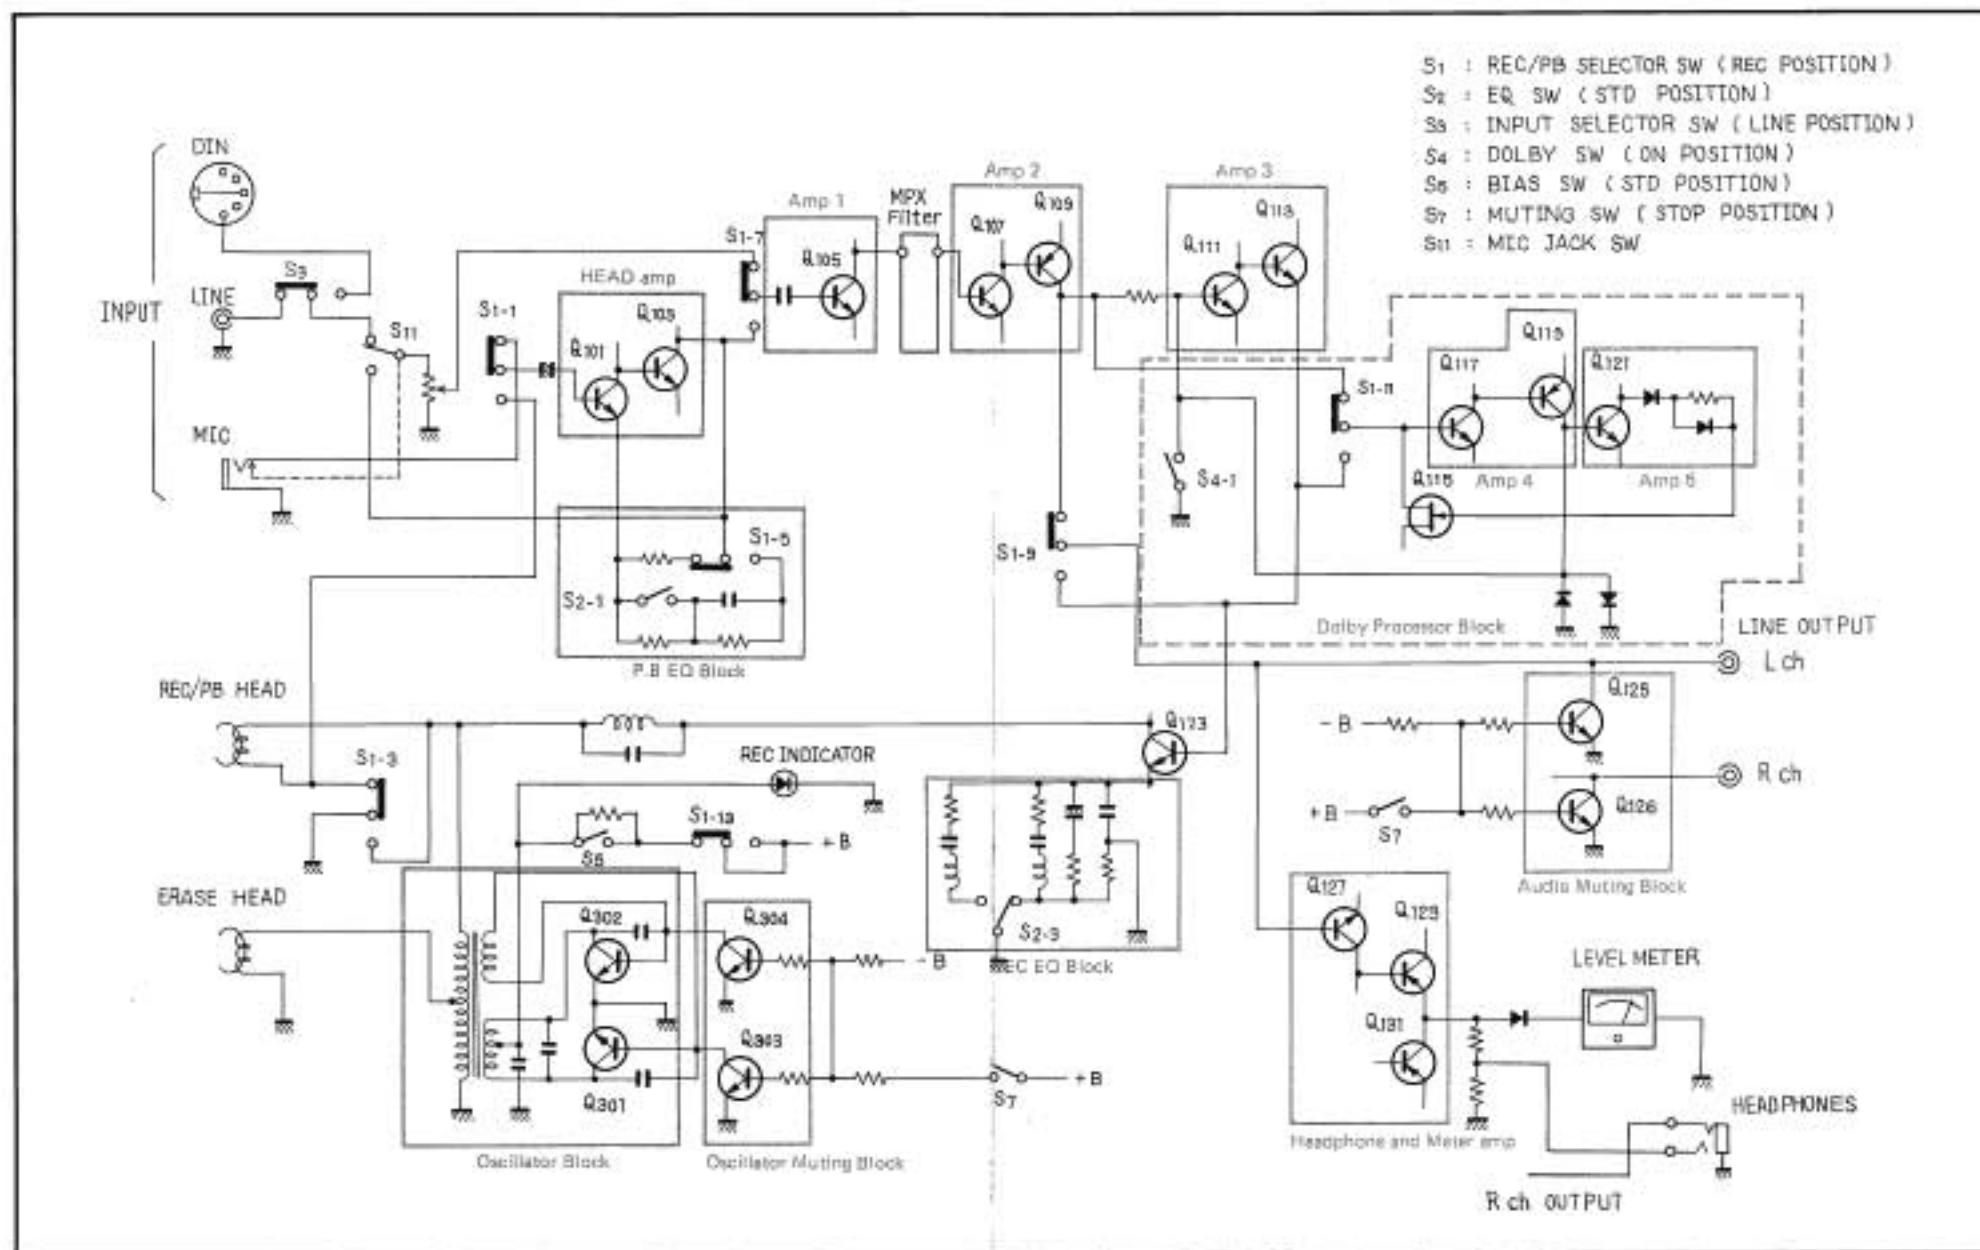 S1 : REC/PB SELECTOR SW (REC POSITION)
S2 : EQ SW (STD POSITION)
S3 : INPUT SELECTOR SW (LINE POSITION)
S4 : DOLBY SW (ON POSITION)
S5 : BIAS SW (STD POSITION)
S7 : MUTING SW (STOP POSITION)
S11 : MIC JACK SW
DIN
LINE
INPUT
MIC
S3
S11
S1-1
HEAD amp
Q101
Q103
S1-7
Amp 1
Q105
MPX
Filter
Amp 2
Q107
Q109
Amp 3
Q111
Q113
S1-11
Q117
Q119
Q121
Q115
Amp 4
Amp 5
S4-1
S1-9
Dolby Processor Block
S1-5
S2-1
P.B EQ Block
LINE OUTPUT
L ch
R ch
REC/PB HEAD
S1-3
REC INDICATOR
S5
S1-13
+B
Q123
S2-3
REC EQ Block
-B
+B
S7
Q125
Q126
Audio Muting Block
ERASE HEAD
Q302
Q301
Oscillator Block
Q304
Q303
Oscillator Muting Block
-B
S7
+B
Q127
Q129
Q131
Headphone and Meter amp
LEVEL METER
HEADPHONES
R ch OUTPUT